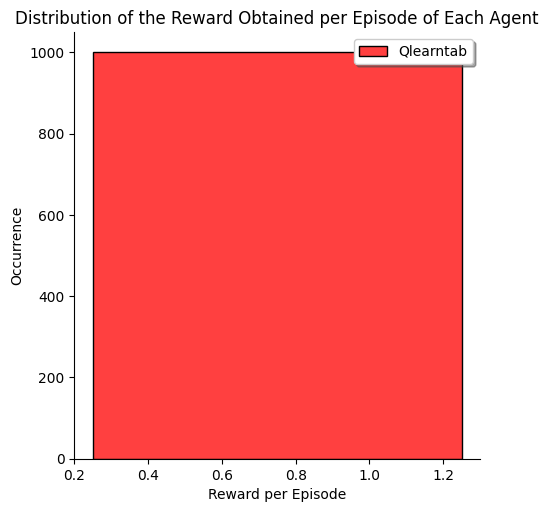 Distribution of the Reward Obtained per Episode of Each Agent
Qlearntab
1000
800
600
400
200
0
Occurrence
0.2 0.4 0.6 0.8 1.0 1.2
Reward per Episode